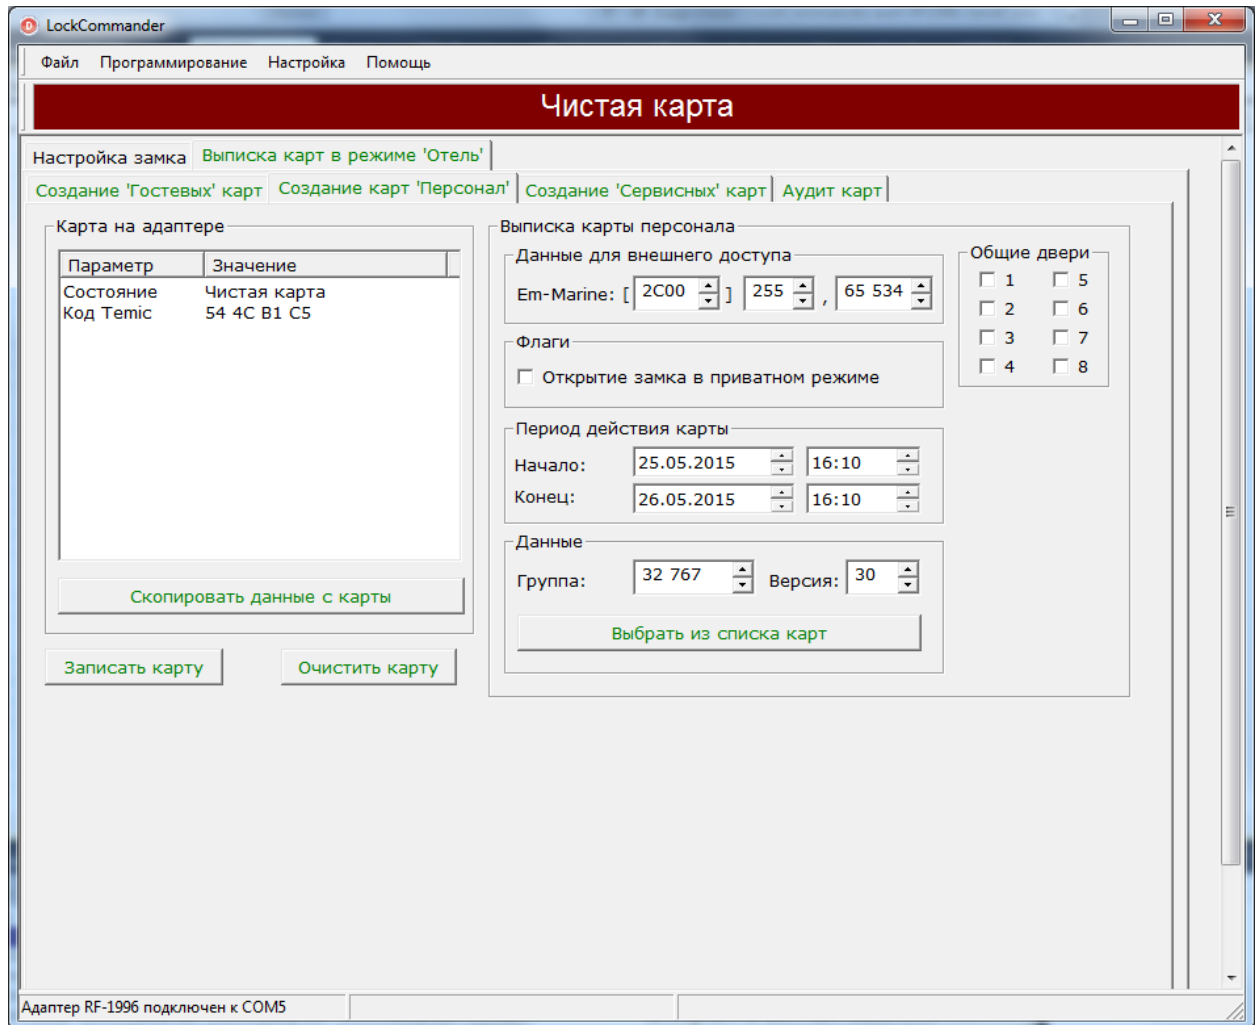 LockCommander
Файл Программирование Настройка Помощь
Чистая карта
Настройка замка Выписка карт в режиме 'Отель'
Создание 'Гостевых' карт Создание карт 'Персонал' Создание 'Сервисных' карт Аудит карт
Карта на адаптере
Параметр Значение
Состояние Чистая карта
Код Temic 54 4C B1 C5
Скопировать данные с карты
Записать карту Очистить карту
Выписка карты персонала
Данные для внешнего доступа
Em-Marine: [ 2C00 ] 255 , 65 534
Флаги
Открытие замка в приватном режиме
Период действия карты
Начало: 25.05.2015 16:10
Конец: 26.05.2015 16:10
Данные
Группа: 32 767 Версия: 30
Выбрать из списка карт
Общие двери
1 5
2 6
3 7
4 8
Адаптер RF-1996 подключен к COM5